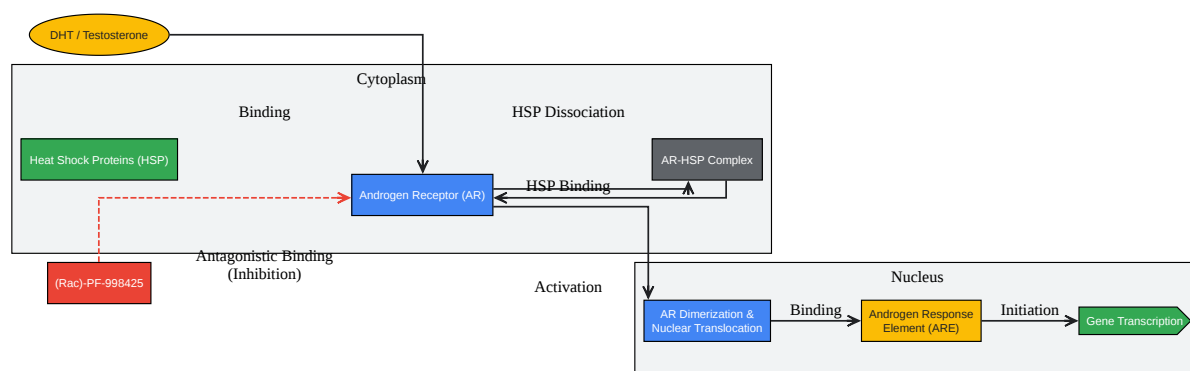 DHT / Testosterone
Cytoplasm
Binding
HSP Dissociation
Heat Shock Proteins (HSP)
AR-HSP Complex
HSP Binding
Androgen Receptor (AR)
Antagonistic Binding
(Inhibition)
(Rac)-PF-998425
Activation
Nucleus
AR Dimerization &
Nuclear Translocation
Binding
Androgen Response
Element (ARE)
Initiation
Gene Transcription